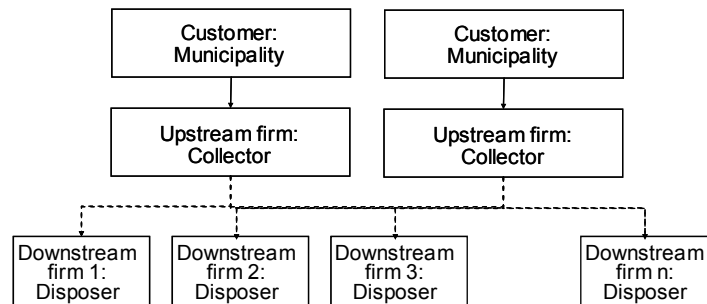 Customer:
Municipality
Customer:
Municipality
Upstream firm:
Collector
Upstream firm:
Collector
Downstream
firm 1:
Disposer
Downstream
firm 2:
Disposer
Downstream
firm 3:
Disposer
Downstream
firm n:
Disposer